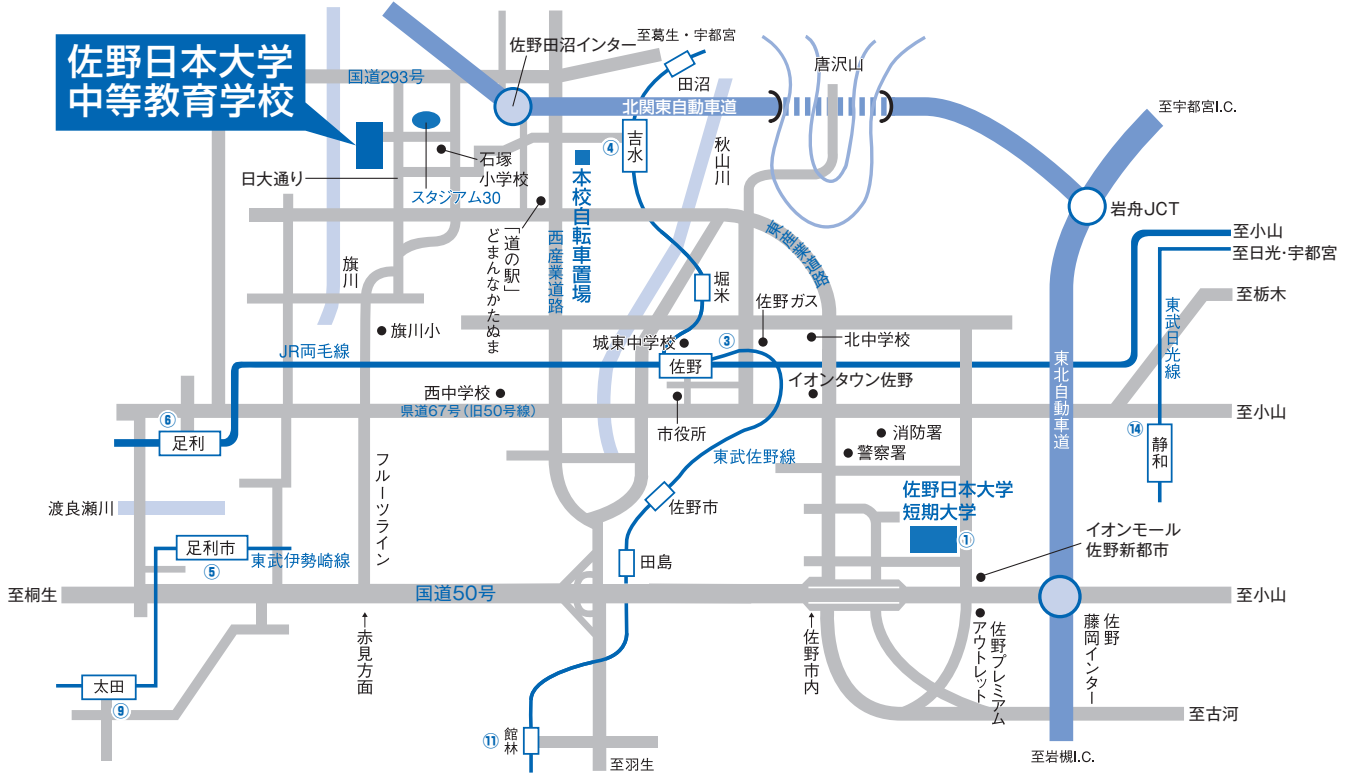 佐野日本大学
中等教育学校
国道293号
佐野田沼インター
至葛生・宇都宮
田沼
唐沢山
北関東自動車道
至宇都宮I.C.
吉水
④
秋山川
石塚
小学校
日大通り
スタジアム30
■本校自転車置場
岩舟JCT
至小山
至日光・宇都宮
東産業道路
西産業道路
「道の駅」
どまんなかたぬま
旗川
堀米
佐野ガス
至栃木
東武日光線
旗川小
城東中学校
③
北中学校
JR両毛線
佐野
東北自動車道
西中学校
イオンタウン佐野
県道67号(旧50号線)
至小山
⑥
足利
市役所
消防署
警察署
⑭
静和
東武佐野線
フルーツライン
佐野日本大学
短期大学
①
渡良瀬川
佐野市
イオンモール
佐野新都市
足利市
⑤
東武伊勢崎線
田島
至桐生
国道50号
至小山
←赤見方面
←佐野市内
佐野プレミアム
アウトレット
佐野
藤岡インター
太田
⑨
至古河
⑪
館林
至羽生
至岩槻I.C.